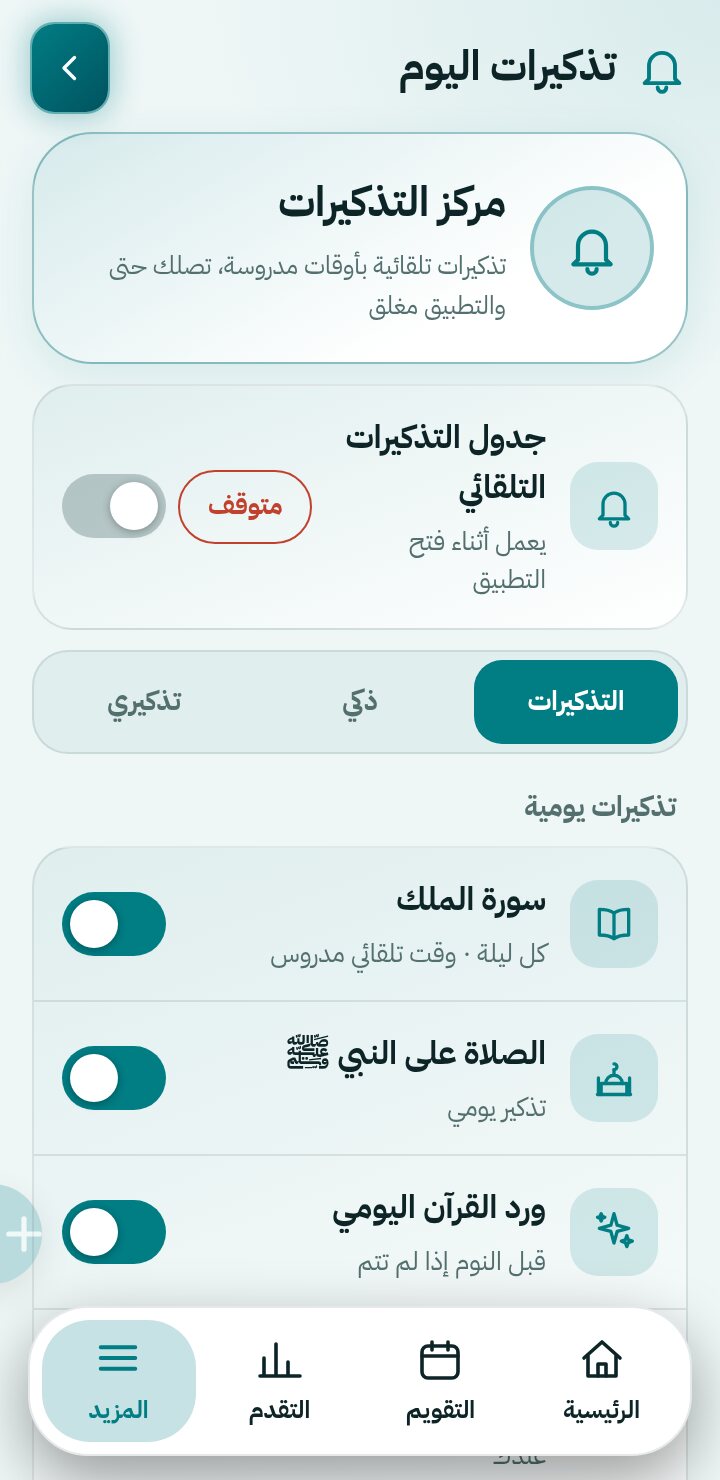 تذكيرات اليوم
مركز التذكيرات
تذكيرات تلقائية بأوقات مدروسة، تصلك حتى
والتطبيق مغلق
جدول التذكيرات
التلقائي
يعمل أثناء فتح
التطبيق
متوقف
التذكيرات
ذكي
تذكيري
تذكيرات يومية
سورة الملك
كل ليلة · وقت تلقائي مدروس
الصلاة على النبي ﷺ
تذكير يومي
ورد القرآن اليومي
قبل النوم إذا لم تتم
الرئيسية
التقويم
التقدم
المزيد